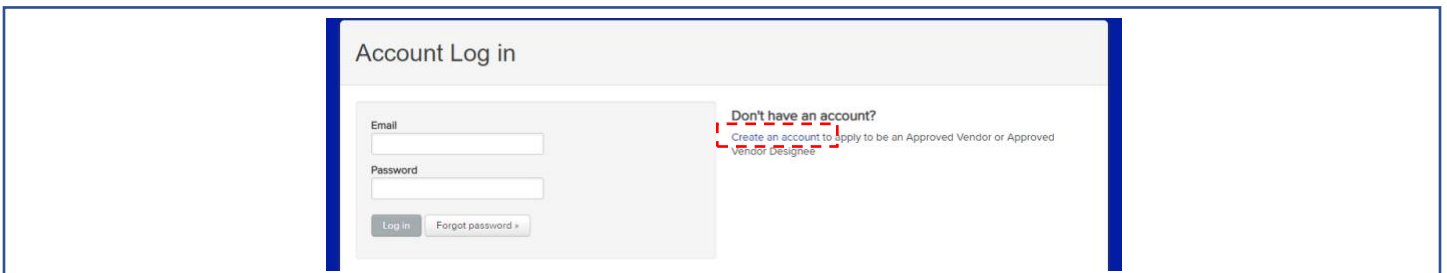 Account Log in
Email
Password
Log in
Forgot password »
Don't have an account?
Create an account to apply to be an Approved Vendor or Approved
Vendor Designee